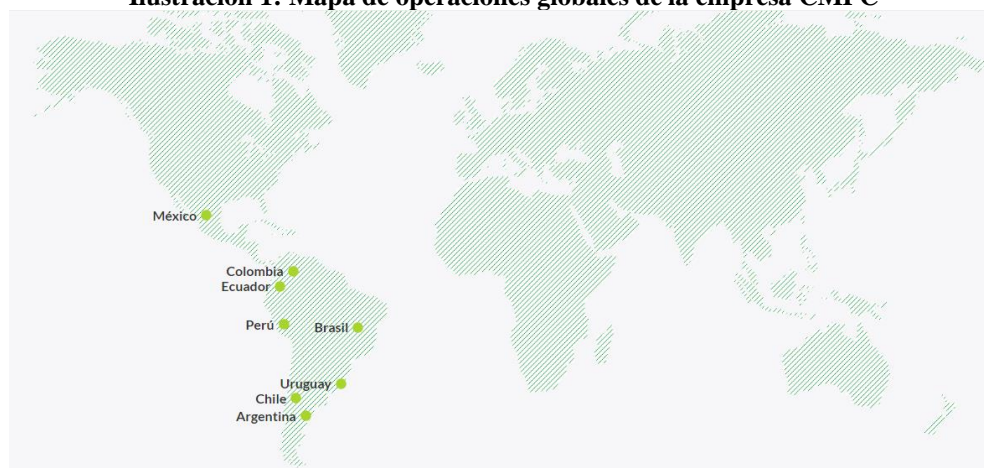 Ilustración 1: Mapa de operaciones globales de la empresa CMPC
México
Colombia
Ecuador
Perú
Brasil
Uruguay
Chile
Argentina